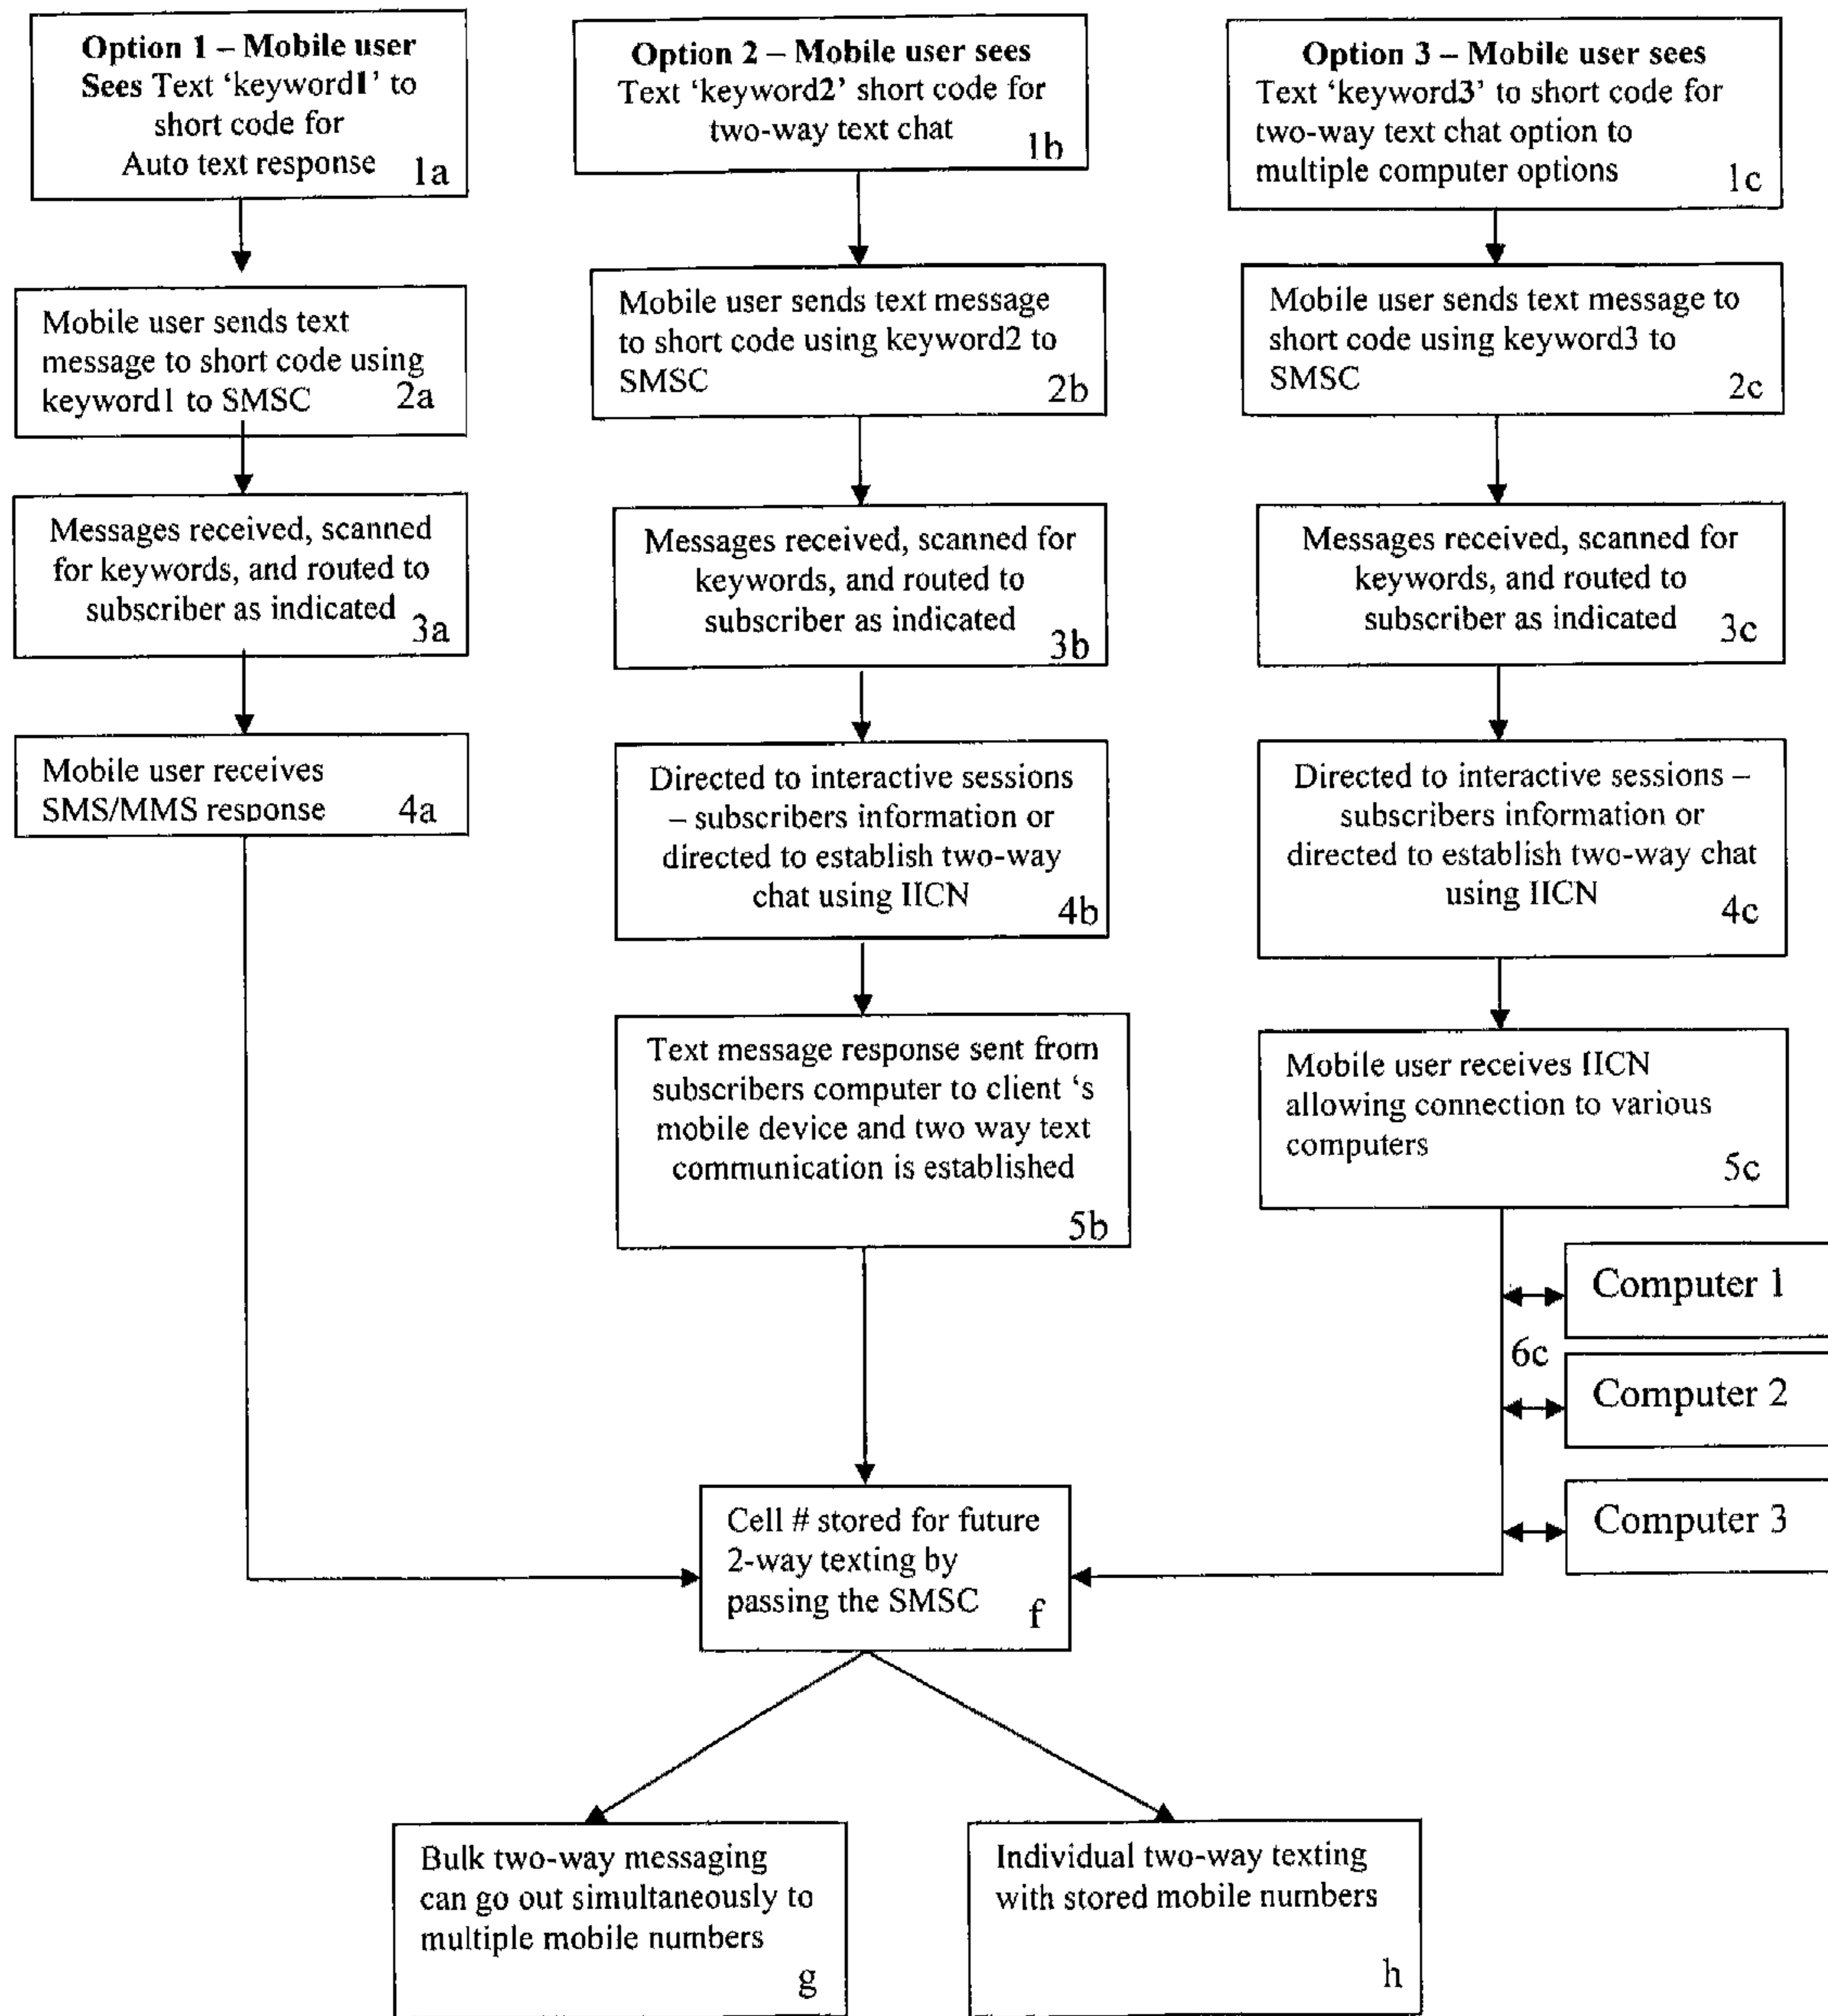 Option 1 – Mobile user
Sees Text ‘keyword1’ to
short code for
Auto text response
1a
Option 2 – Mobile user sees
Text ‘keyword2’ short code for
two-way text chat
1b
Option 3 – Mobile user sees
Text ‘keyword3’ to short code for
two-way text chat option to
multiple computer options
1c
Mobile user sends text
message to short code using
keyword1 to SMSC
2a
Mobile user sends text message
to short code using keyword2 to
SMSC
2b
Mobile user sends text message to
short code using keyword3 to
SMSC
2c
Messages received, scanned
for keywords, and routed to
subscriber as indicated
3a
Messages received, scanned for
keywords, and routed to
subscriber as indicated
3b
Messages received, scanned for
keywords, and routed to
subscriber as indicated
3c
Mobile user receives
SMS/MMS response
4a
Directed to interactive sessions
– subscribers information or
directed to establish two-way
chat using IICN
4b
Directed to interactive sessions –
subscribers information or
directed to establish two-way chat
using IICN
4c
Text message response sent from
subscribers computer to client ‘s
mobile device and two way text
communication is established
5b
Mobile user receives IICN
allowing connection to various
computers
5c
Computer 1
6c
Computer 2
Computer 3
Cell # stored for future
2-way texting by
passing the SMSC
f
Bulk two-way messaging
can go out simultaneously to
multiple mobile numbers
g
Individual two-way texting
with stored mobile numbers
h